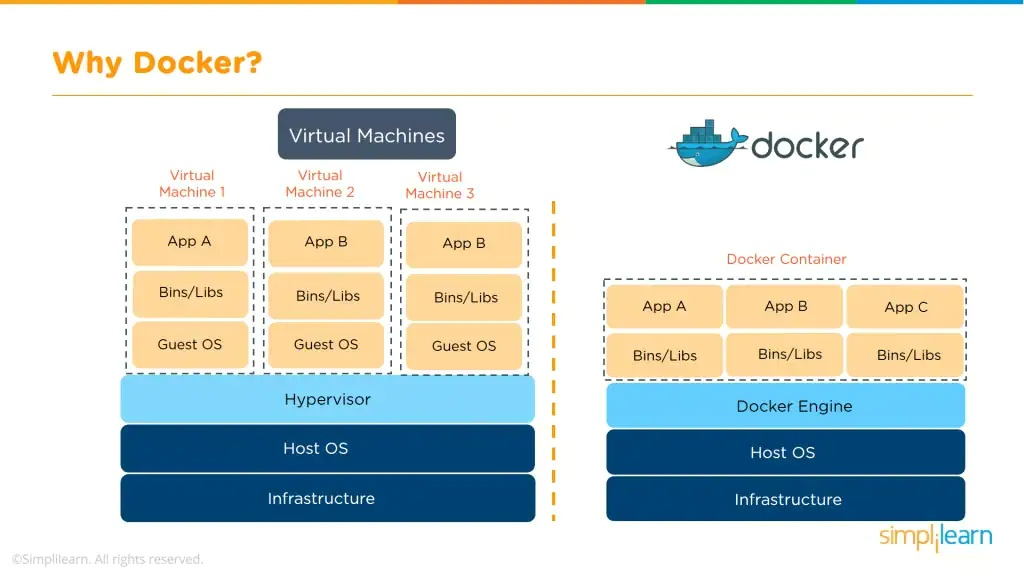 Why Docker?
Virtual Machines
Virtual
Machine 1
Virtual
Machine 2
Virtual
Machine 3
App A
Bins/Libs
Guest OS
App B
Bins/Libs
Guest OS
App B
Bins/Libs
Guest OS
Hypervisor
Host OS
Infrastructure
docker
Docker Container
App A
App B
App C
Bins/Libs
Bins/Libs
Bins/Libs
Docker Engine
Host OS
Infrastructure
simplilearn
©Simplilearn. All rights reserved.